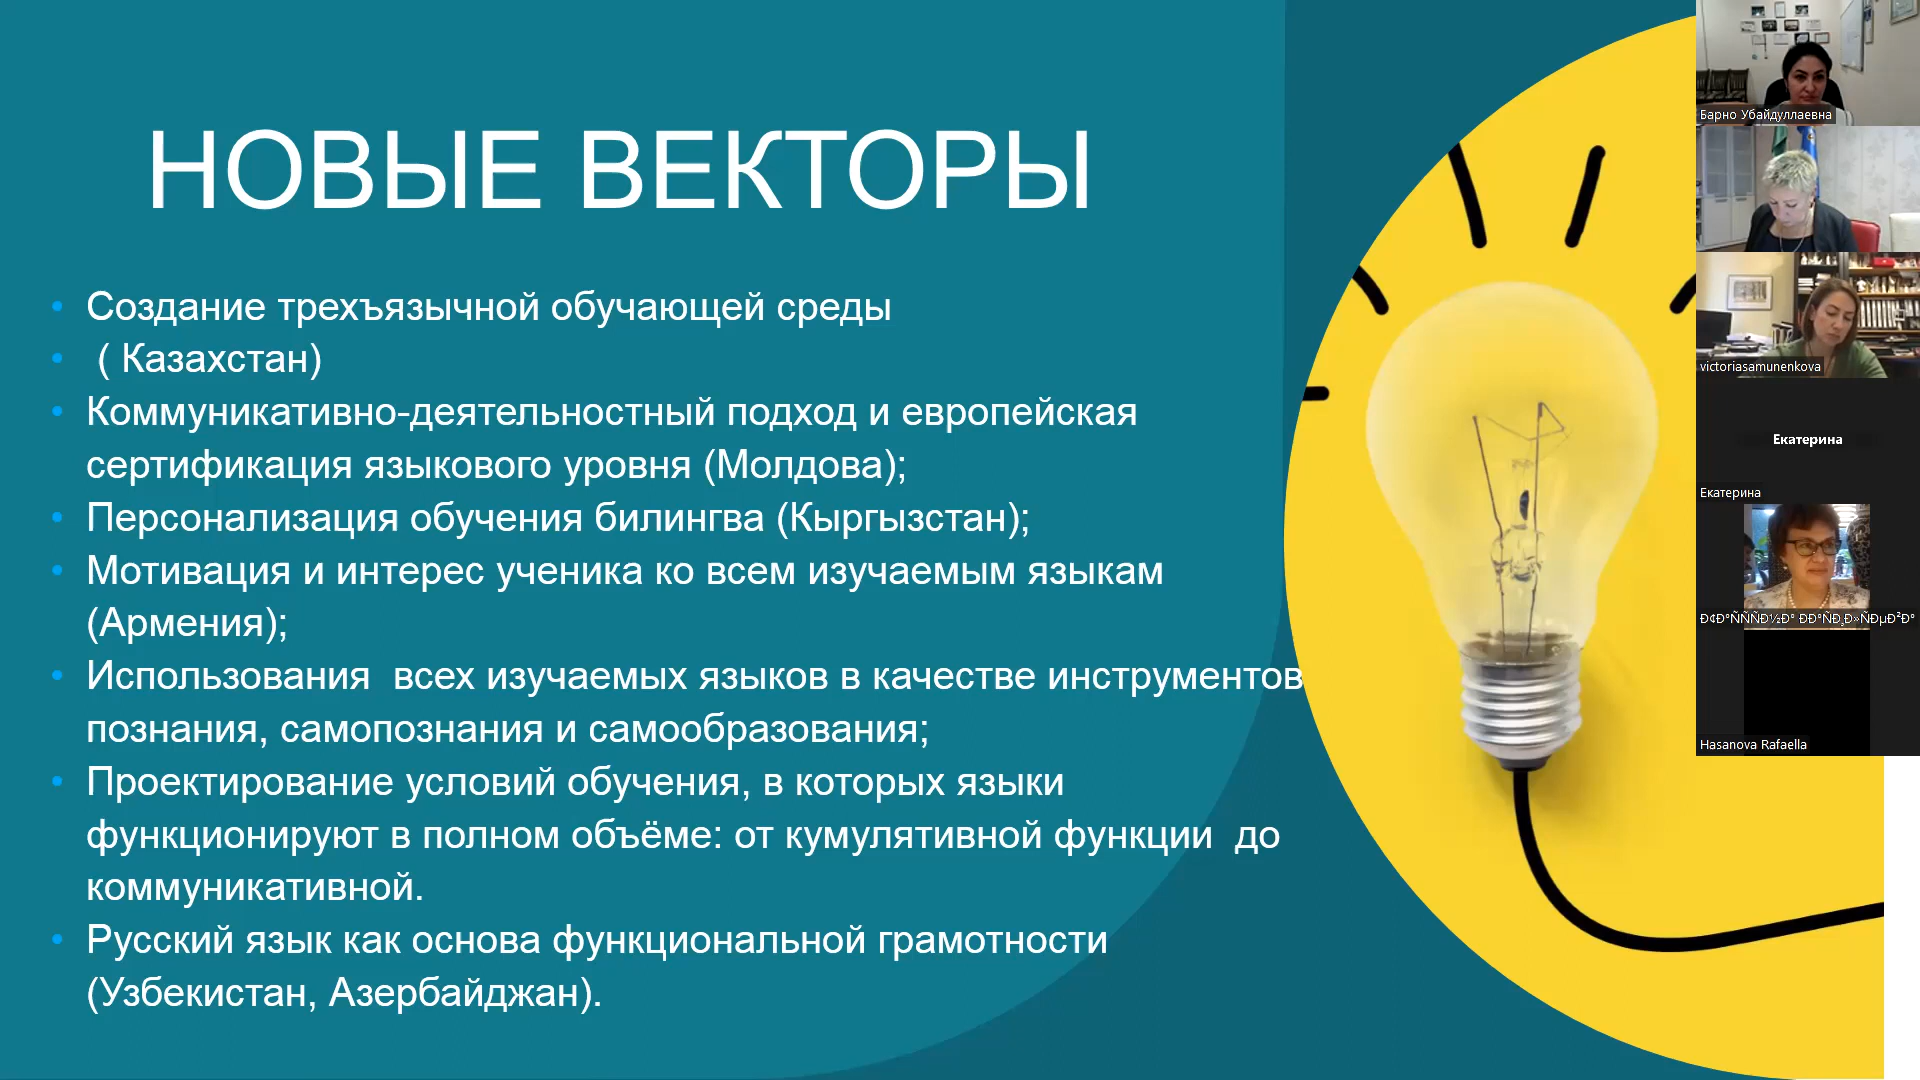 НОВЫЕ ВЕКТОРЫ
• Создание трехъязычной обучающей среды
• ( Казахстан)
• Коммуникативно-деятельностный подход и европейская
сертификация языкового уровня (Молдова);
• Персонализация обучения билингва (Кыргызстан);
• Мотивация и интерес ученика ко всем изучаемым языкам
(Армения);
• Использования  всех изучаемых языков в качестве инструментов
познания, самопознания и самообразования;
• Проектирование условий обучения, в которых языки
функционируют в полном объёме: от кумулятивной функции  до
коммуникативной.
• Русский язык как основа функциональной грамотности
(Узбекистан, Азербайджан).
Барно Убайдуллаевна
victoriasamunenkova
Екатерина
Екатерина
Hasanova Rafaella